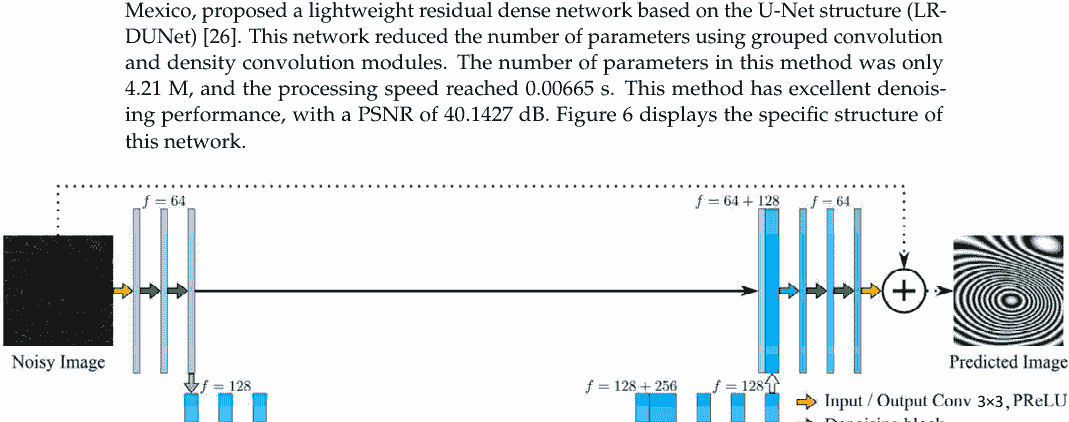 Mexico, proposed a lightweight residual dense network based on the U-Net structure (LR-
DUNet) [26]. This network reduced the number of parameters using grouped convolution
and density convolution modules. The number of parameters in this method was only
4.21 M, and the processing speed reached 0.00665 s. This method has excellent denois-
ing performance, with a PSNR of 40.1427 dB. Figure 6 displays the specific structure of
this network.
f = 64
f = 64 + 128
f = 64
Noisy Image
Predicted Image
f = 128
f = 128 + 256
f = 128
Input / Output Conv 3×3, PReLU